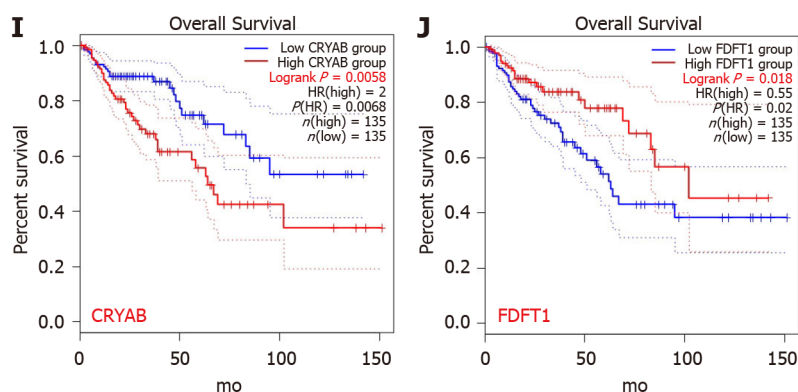 I
Overall Survival
Low CRYAB group
High CRYAB group
Logrank P = 0.0058
HR(high) = 2
P(HR) = 0.0068
n(high) = 135
n(low) = 135
Percent survival
1.0
0.8
0.6
0.4
0.2
0.0
CRYAB
0 50 100 150
mo
J
Overall Survival
Low FDFT1 group
High FDFT1 group
Logrank P = 0.018
HR(high) = 0.55
P(HR) = 0.02
n(high) = 135
n(low) = 135
Percent survival
1.0
0.8
0.6
0.4
0.2
0.0
FDFT1
0 50 100 150
mo